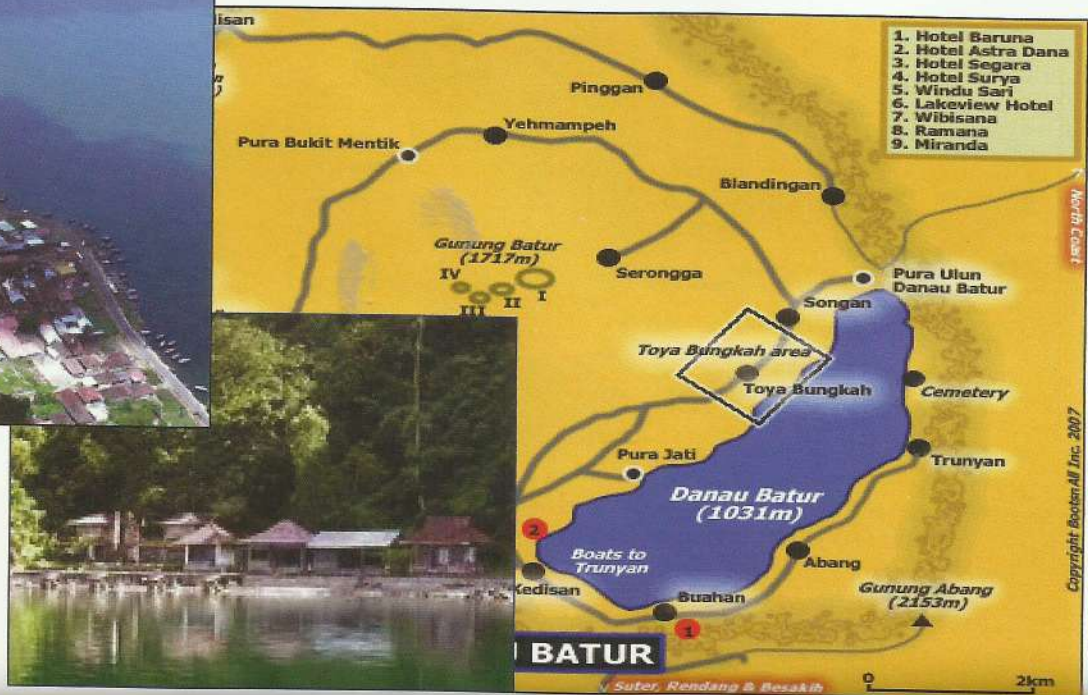 isan
1. Hotel Baruna
2. Hotel Astra Dana
3. Hotel Segara
4. Hotel Surya
5. Windu Sari
6. Lakeview Hotel
7. Wibisana
8. Ramana
9. Miranda
Pinggan
Yehmampeh
Pura Bukit Mentik
Blandingan
North Coast
Gunung Batur
(1717m)
IV
III
II
I
Serongga
Pura Ulun
Danau Batur
Songan
Toya Bungkah area
Toya Bungkah
Cemetery
Pura Jati
Trunyan
Danau Batur
(1031m)
2
Boats to
Trunyan
Kedisan
Abang
Buahan
1
Gunung Abang
(2153m)
BATUR
Suter, Rendang & Besakih
0
2km
Copyright BootsnAll Inc. 2007